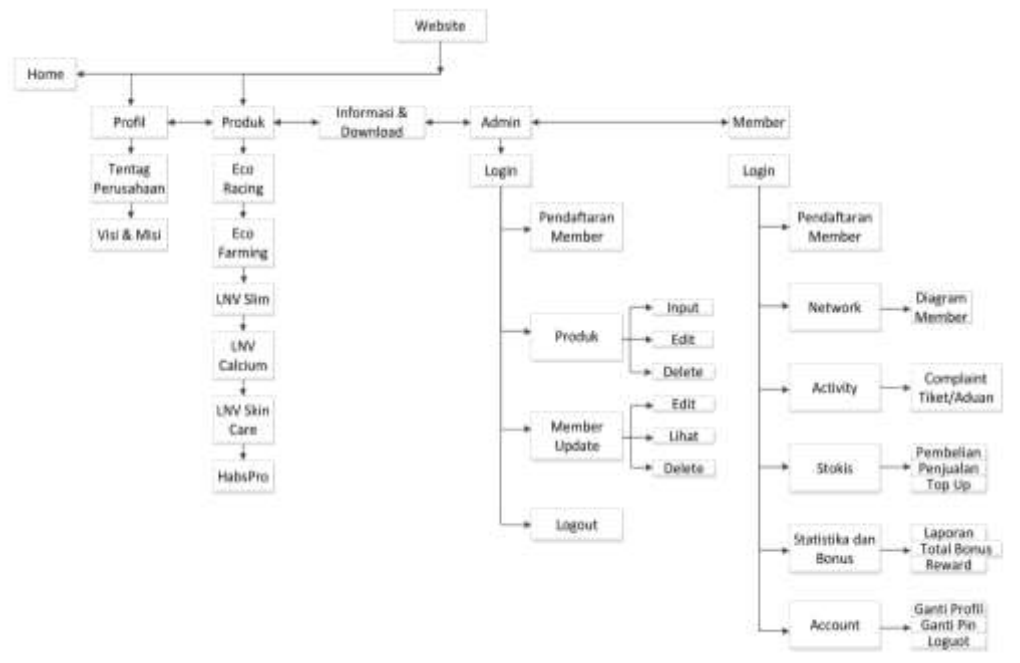 Website
Home
Profil
Produk
Informasi &
Download
Admin
Member
Tentag
Perusahaan
Visi & Misi
Eco
Racing
Eco
Farming
LNV Slim
LNV
Calcium
LNV Skin
Care
HabsPro
Login
Pendaftaran
Member
Produk
Input
Edit
Delete
Member
Update
Edit
Lihat
Delete
Logout
Login
Pendaftaran
Member
Network
Diagram
Member
Activity
Complaint
Tiket/Aduan
Stokis
Pembelian
Penjualan
Top Up
Statistika dan
Bonus
Laporan
Total Bonus
Reward
Account
Ganti Profil
Ganti Pin
Loguot